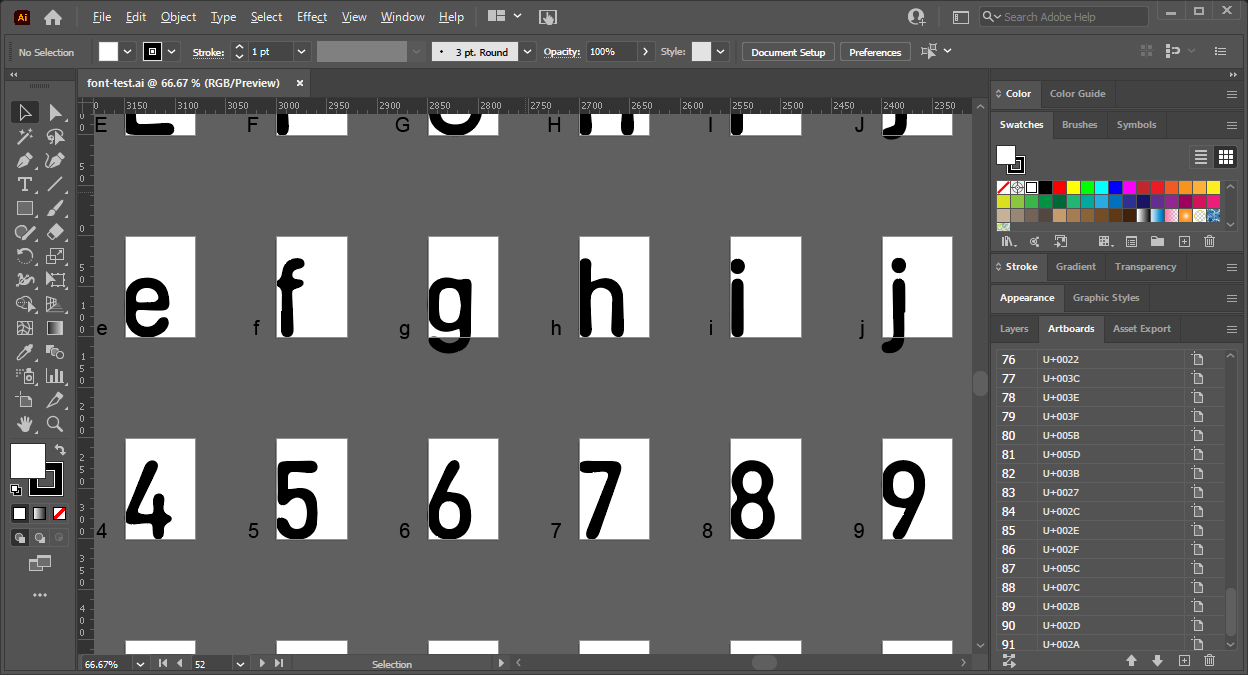 Ai File Edit Object Type Select Effect View Window Help Search Adobe Help
No Selection Stroke: 1 pt 3 pt. Round Opacity: 100% Style: Document Setup Preferences
font-test.ai @ 66.67 % (RGB/Preview) ×
3150 3100 3050 3000 2950 2900 2850 2800 2750 2700 2650 2600 2550 2500 2450 2400 2350
E F G H I J
e e f f g g h h i i j j
4 4 5 5 6 6 7 7 8 8 9 9
66.67% 52 Selection
Color Color Guide
Swatches Brushes Symbols
Stroke Gradient Transparency
Appearance Graphic Styles
Layers Artboards Asset Export
76 U+0022
77 U+003C
78 U+003E
79 U+003F
80 U+005B
81 U+005D
82 U+003B
83 U+0027
84 U+002C
85 U+002E
86 U+002F
87 U+005C
88 U+007C
89 U+002B
90 U+002D
91 U+002A